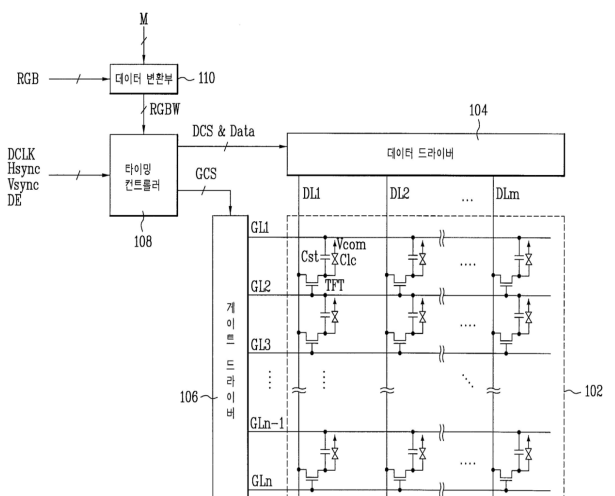 M
RGB
데이터 변환부
110
RGBW
104
DCS & Data
데이터 드라이버
DCLK
Hsync
Vsync
DE
타이밍
컨트롤러
GCS
108
DL1
DL2
...
DLm
GL1
Vcom
Cst
Clc
....
GL2
TFT
....
GL3
게이트 드라이버
106
102
GLn-1
....
GLn